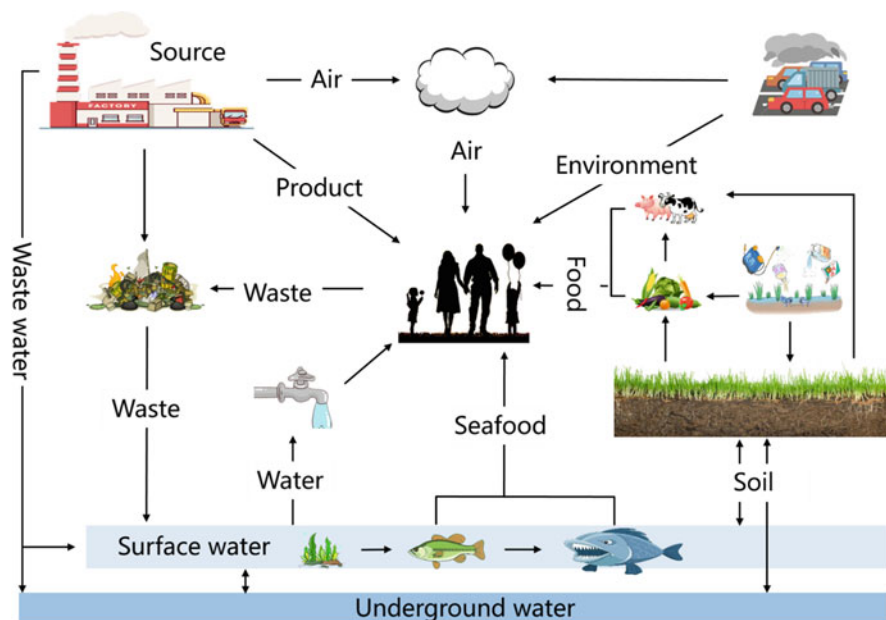 Source
Air
FACTORY
Air
Environment
Product
Food
Waste water
Waste
Waste
Seafood
Water
Soil
Surface water
Underground water